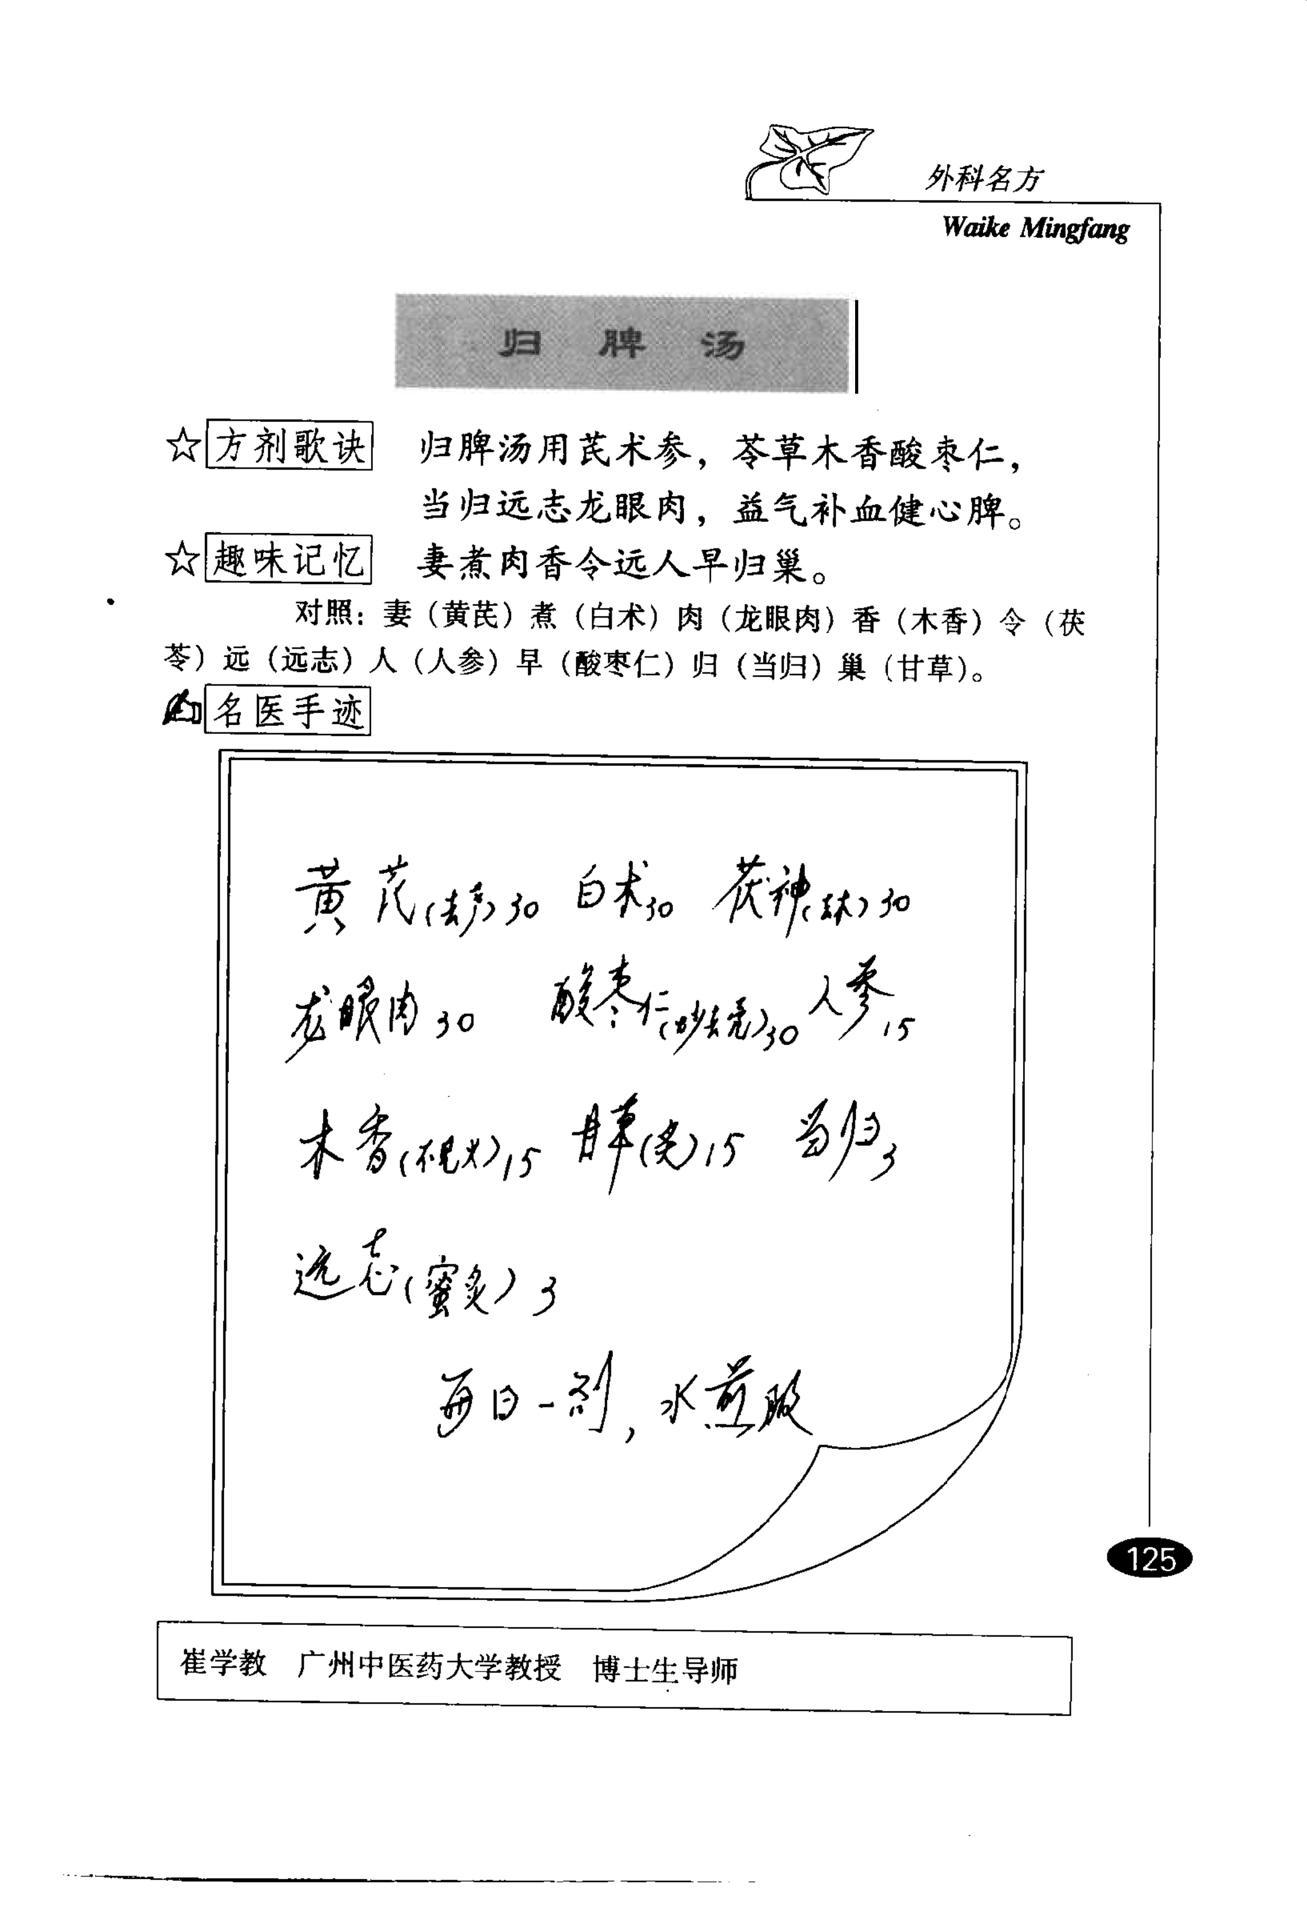 外科名方
Waike Mingfang
归 脾 汤
☆方剂歌诀 归脾汤用芪术参，苓草木香酸枣仁，
当归远志龙眼肉，益气补血健心脾。
☆趣味记忆 妻煮肉香令远人早归巢。
对照：妻（黄芪）煮（白术）肉（龙眼肉）香（木香）令（茯
苓）远（远志）人（人参）早（酸枣仁）归（当归）巢（甘草）。
名医手迹
黄芪(去芦)30 白术30 茯神(去木)30
龙眼肉30 酸枣仁(炒去壳)30 人参15
木香(不见火)15 甘草(炙)15 当归3
远志(蜜炙)3
每日一剂，水煎服
125
崔学教 广州中医药大学教授 博士生导师